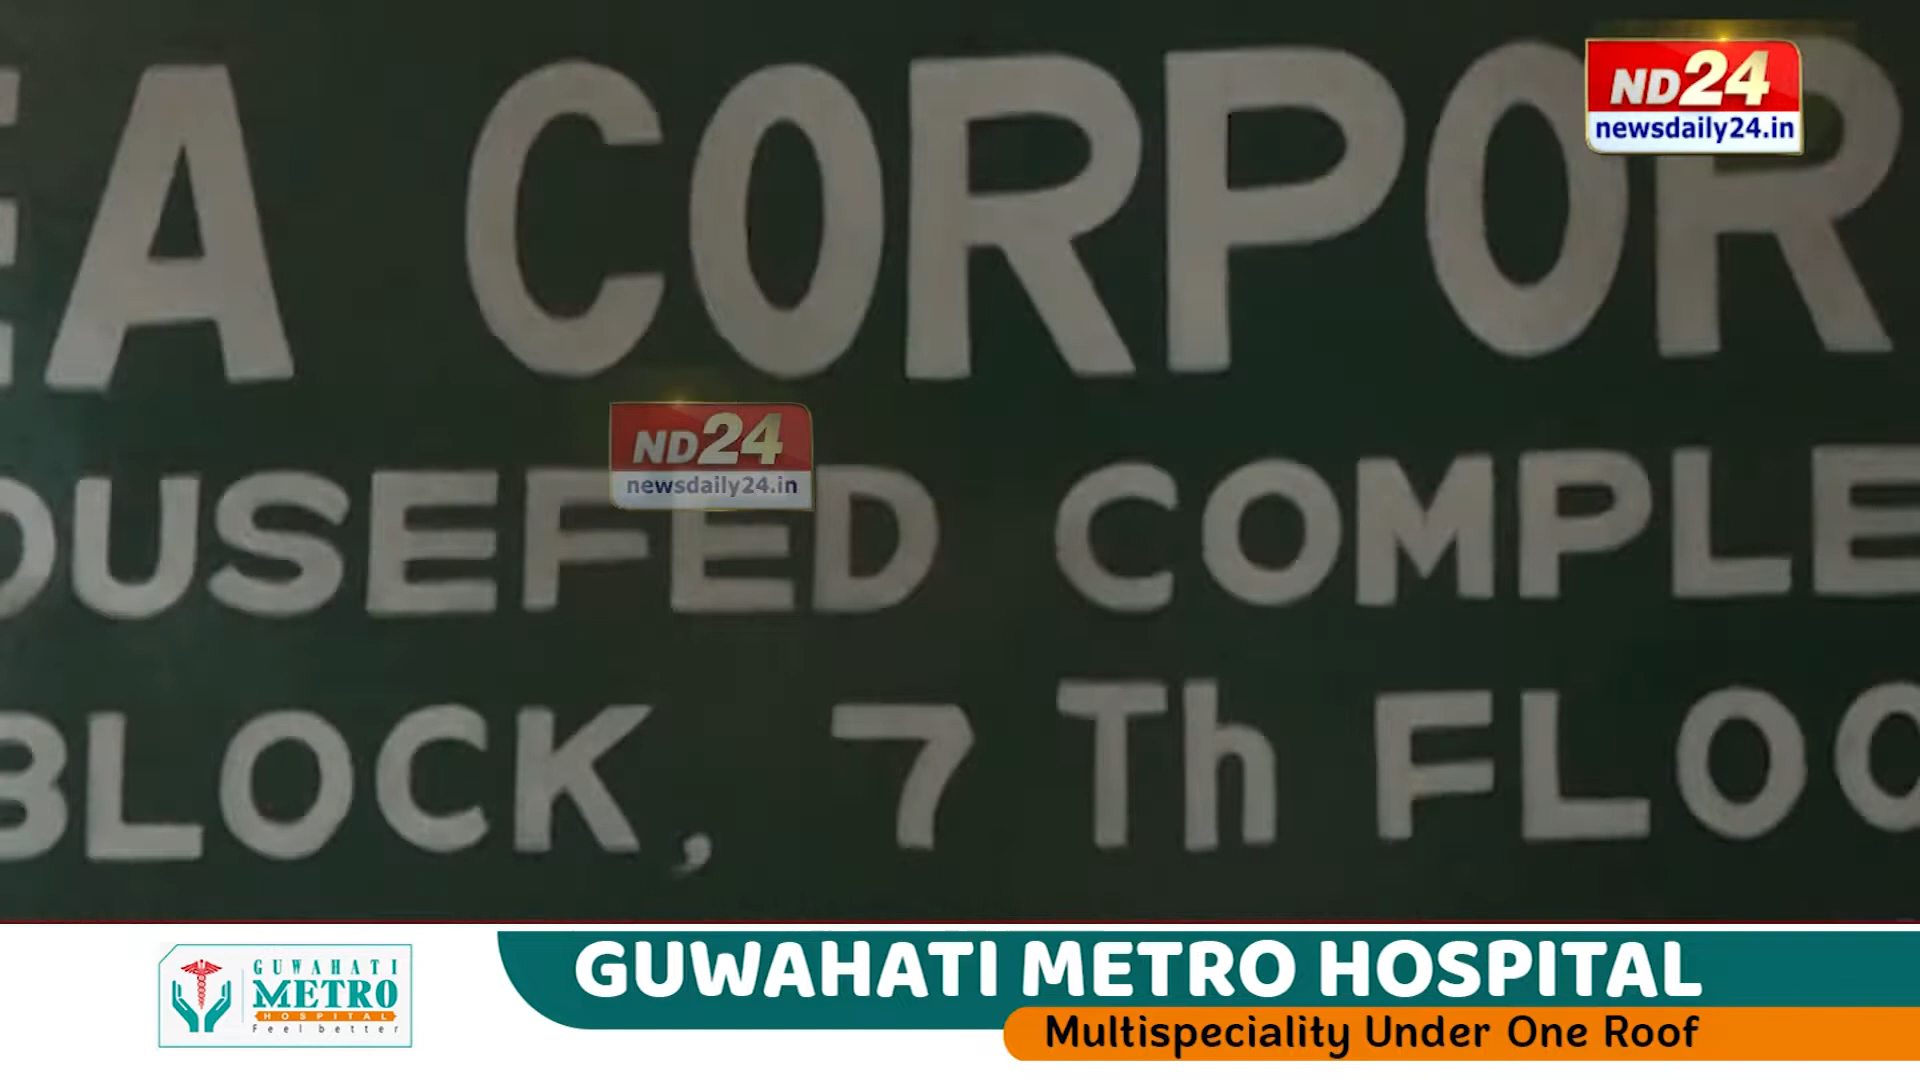 EA CORPOR
ND24
newsdaily24.in
OUSEFED COMPLE
ND24
newsdaily24.in
BLOCK, 7 Th FLOO
GUWAHATI
METRO
HOSPITAL
Feel better
GUWAHATI METRO HOSPITAL
Multispeciality Under One Roof